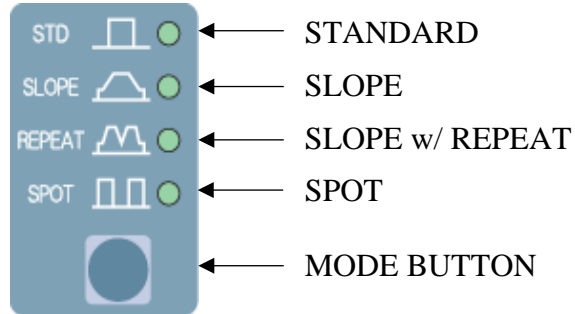 STD STANDARD
SLOPE SLOPE
REPEAT SLOPE w/ REPEAT
SPOT SPOT
MODE BUTTON